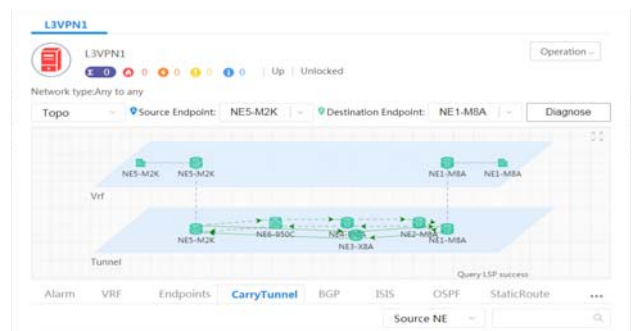 L3VPN1
L3VPN1
Operation
Σ 0 0 0 0 0 Up Unlocked
Network type:Any to any
Topo Source Endpoint: NE5-M2K Destination Endpoint: NE1-M8A Diagnose
NE5-M2K NE5-M2K NE1-M8A NE1-M8A
Vrf
NE5-M2K NE6-950C NE4- NE2-M8A NE1-M8A
NE3-X8A
Tunnel
Query LSP success
Alarm VRF Endpoints CarryTunnel BGP ISIS OSPF StaticRoute ...
Source NE